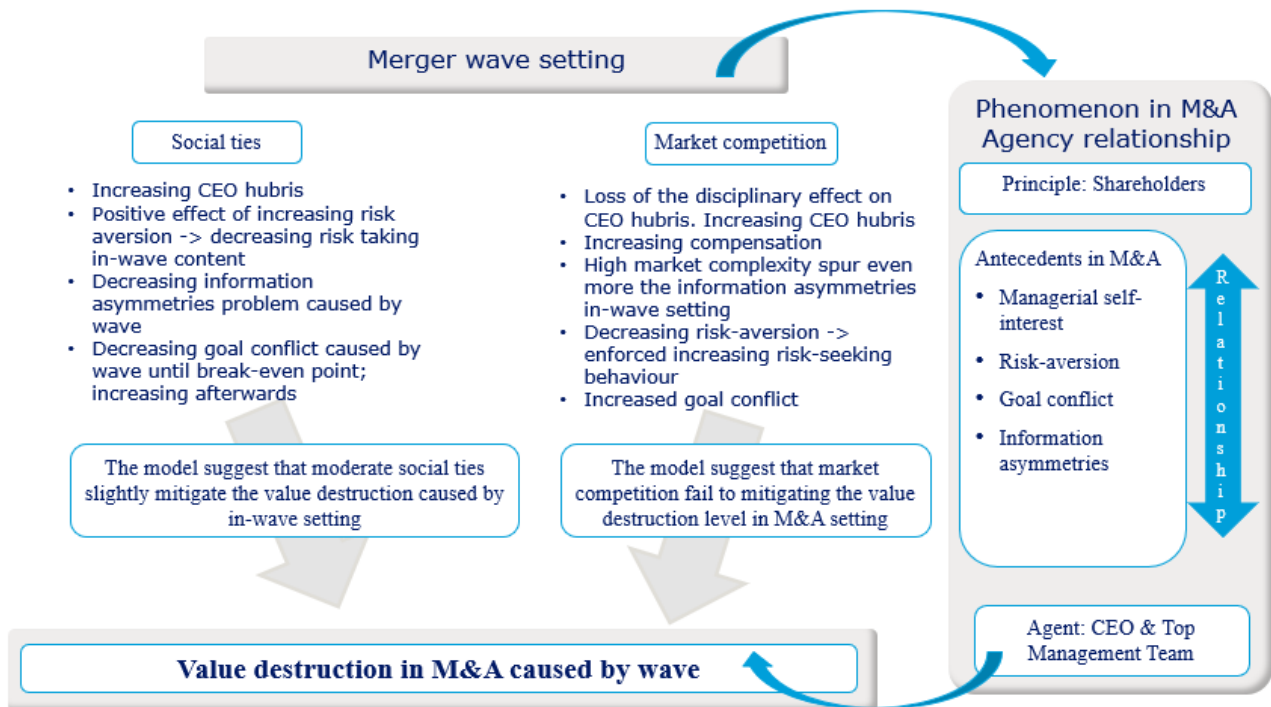 Merger wave setting
Social ties
• Increasing CEO hubris
• Positive effect of increasing risk
aversion -> decreasing risk taking
in-wave content
• Decreasing information
asymmetries problem caused by
wave
• Decreasing goal conflict caused by
wave until break-even point;
increasing afterwards
The model suggest that moderate social ties
slightly mitigate the value destruction caused by
in-wave setting
Market competition
• Loss of the disciplinary effect on
CEO hubris. Increasing CEO hubris
• Increasing compensation
• High market complexity spur even
more the information asymmetries
in-wave setting
• Decreasing risk-aversion ->
enforced increasing risk-seeking
behaviour
• Increased goal conflict
The model suggest that market
competition fail to mitigating the value
destruction level in M&A setting
Phenomenon in M&A
Agency relationship
Principle: Shareholders
Antecedents in M&A
• Managerial self-
interest
• Risk-aversion
• Goal conflict
• Information
asymmetries
Relationship
Agent: CEO & Top
Management Team
Value destruction in M&A caused by wave